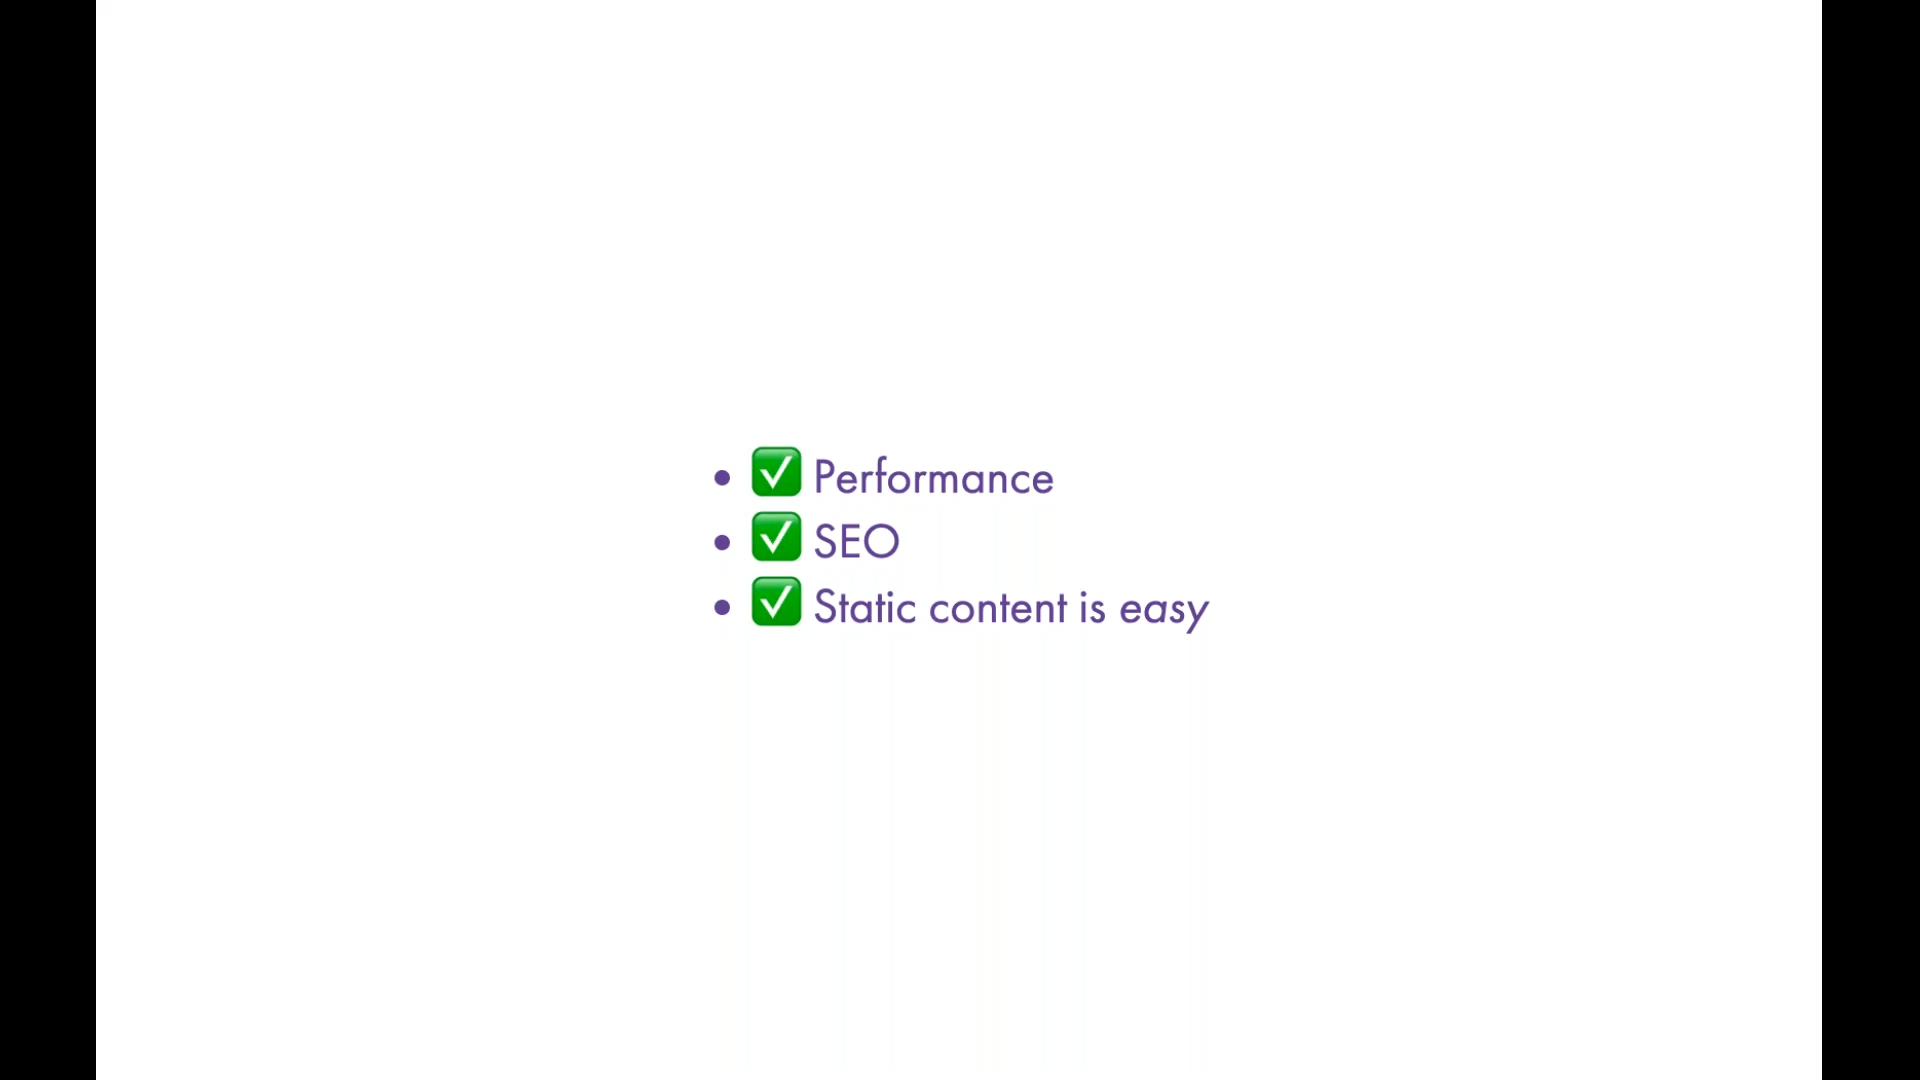 • ✅ Performance
• ✅ SEO
• ✅ Static content is easy